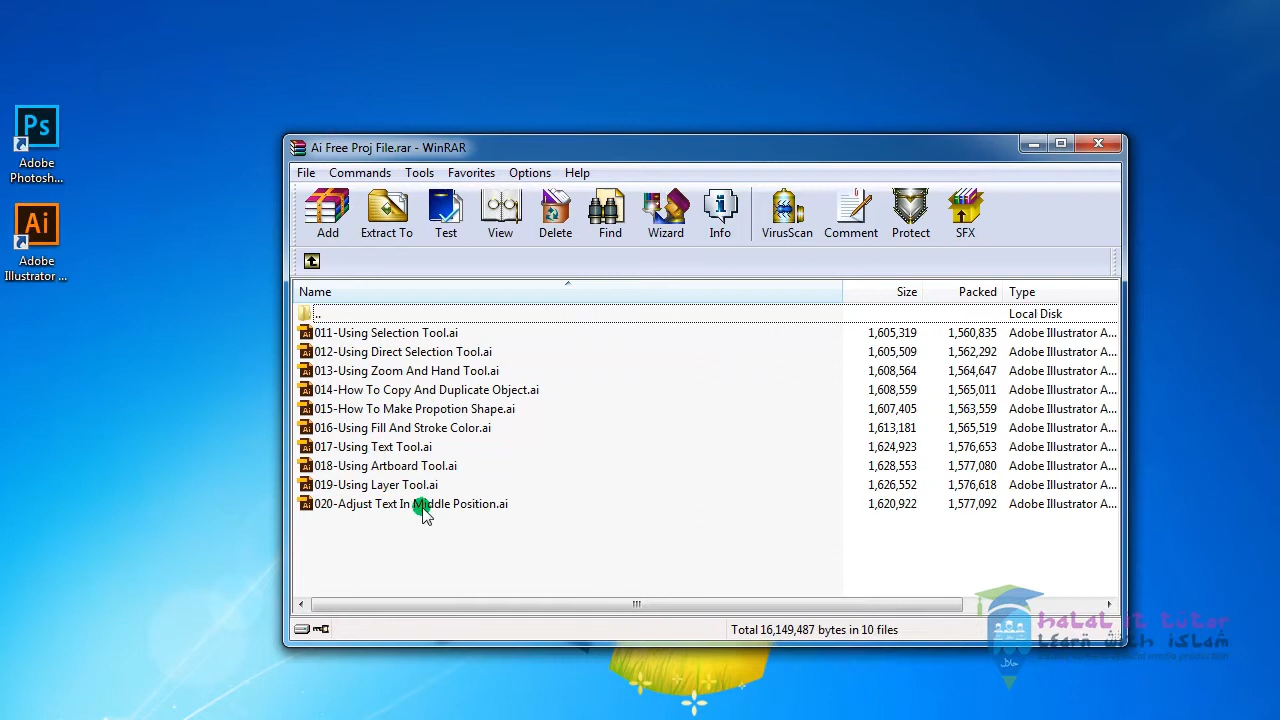 Ps
Adobe
Photosh...
Ai
Adobe
Illustrator ...
Ai Free Proj File.rar - WinRAR
File Commands Tools Favorites Options Help
Add Extract To Test View Delete Find Wizard Info VirusScan Comment Protect SFX
Name Size Packed Type
.. Local Disk
011-Using Selection Tool.ai 1,605,319 1,560,835 Adobe Illustrator A...
012-Using Direct Selection Tool.ai 1,605,509 1,562,292 Adobe Illustrator A...
013-Using Zoom And Hand Tool.ai 1,608,564 1,564,647 Adobe Illustrator A...
014-How To Copy And Duplicate Object.ai 1,608,559 1,565,011 Adobe Illustrator A...
015-How To Make Propotion Shape.ai 1,607,405 1,563,559 Adobe Illustrator A...
016-Using Fill And Stroke Color.ai 1,613,181 1,565,519 Adobe Illustrator A...
017-Using Text Tool.ai 1,624,923 1,576,653 Adobe Illustrator A...
018-Using Artboard Tool.ai 1,628,553 1,577,080 Adobe Illustrator A...
019-Using Layer Tool.ai 1,626,552 1,576,618 Adobe Illustrator A...
020-Adjust Text In Middle Position.ai 1,620,922 1,577,092 Adobe Illustrator A...
Total 16,149,487 bytes in 10 files
halal it tutor
Learn with islam
حلال